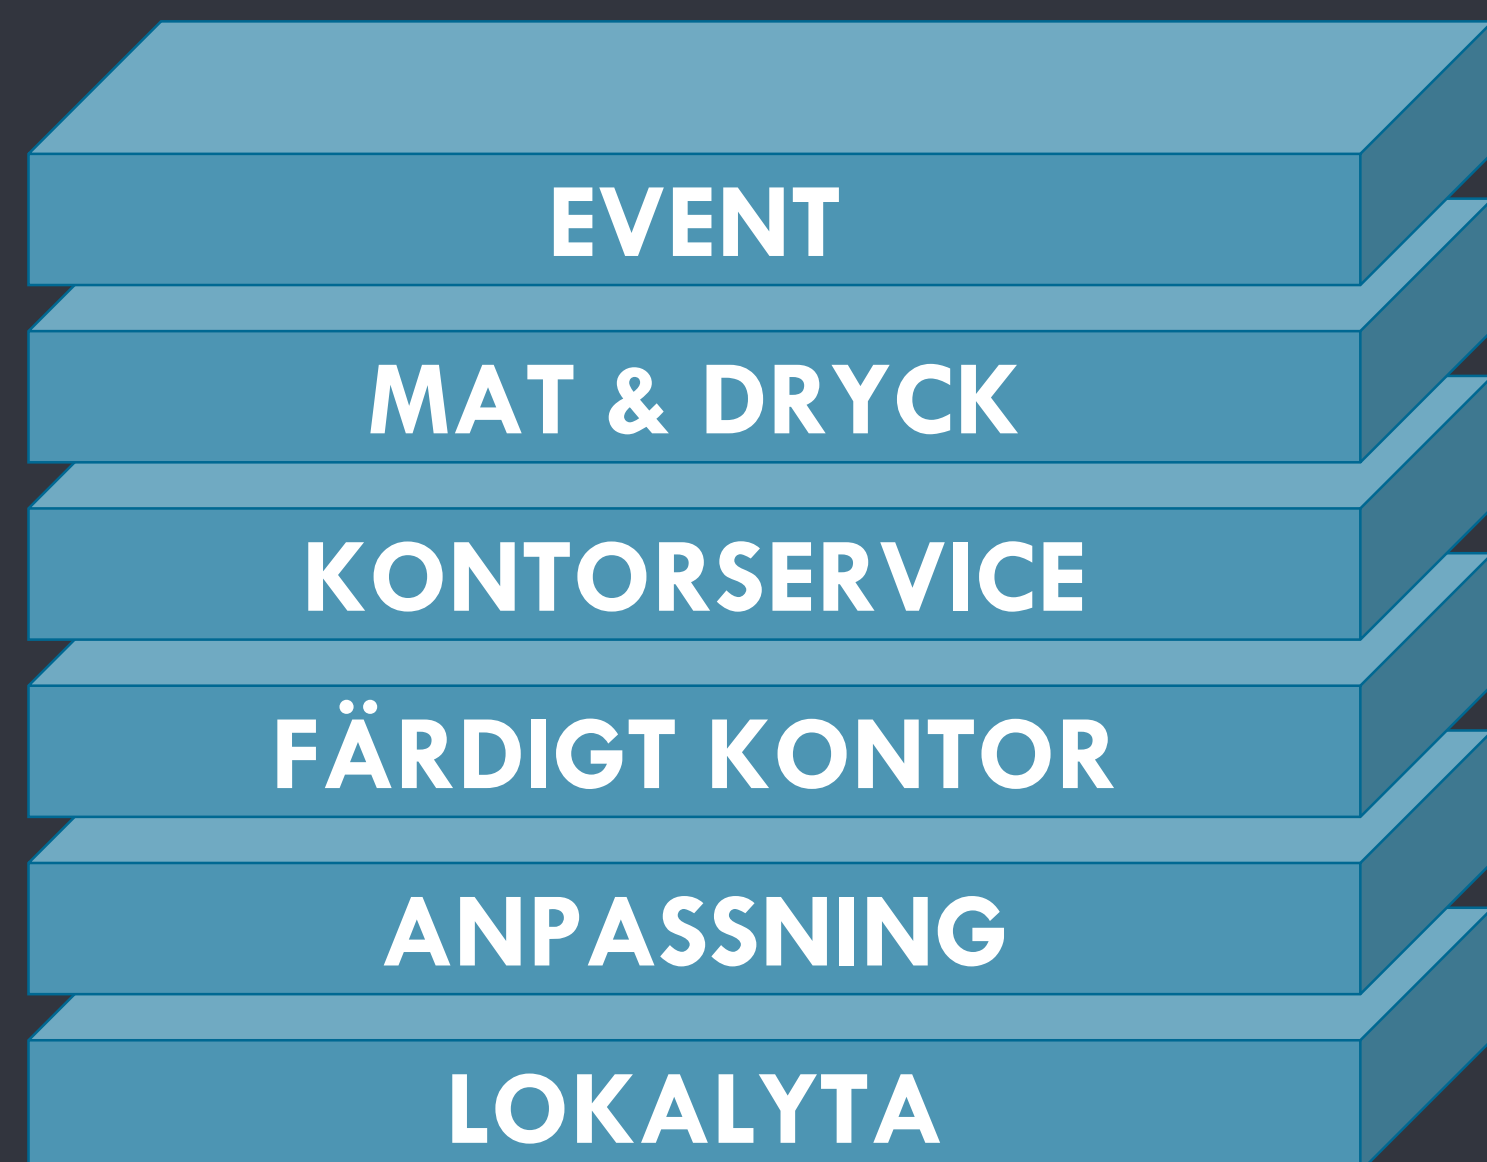 EVENT
MAT & DRYCK
KONTORSERVICE
FÄRDIGT KONTOR
ANPASSNING
LOKALYTA